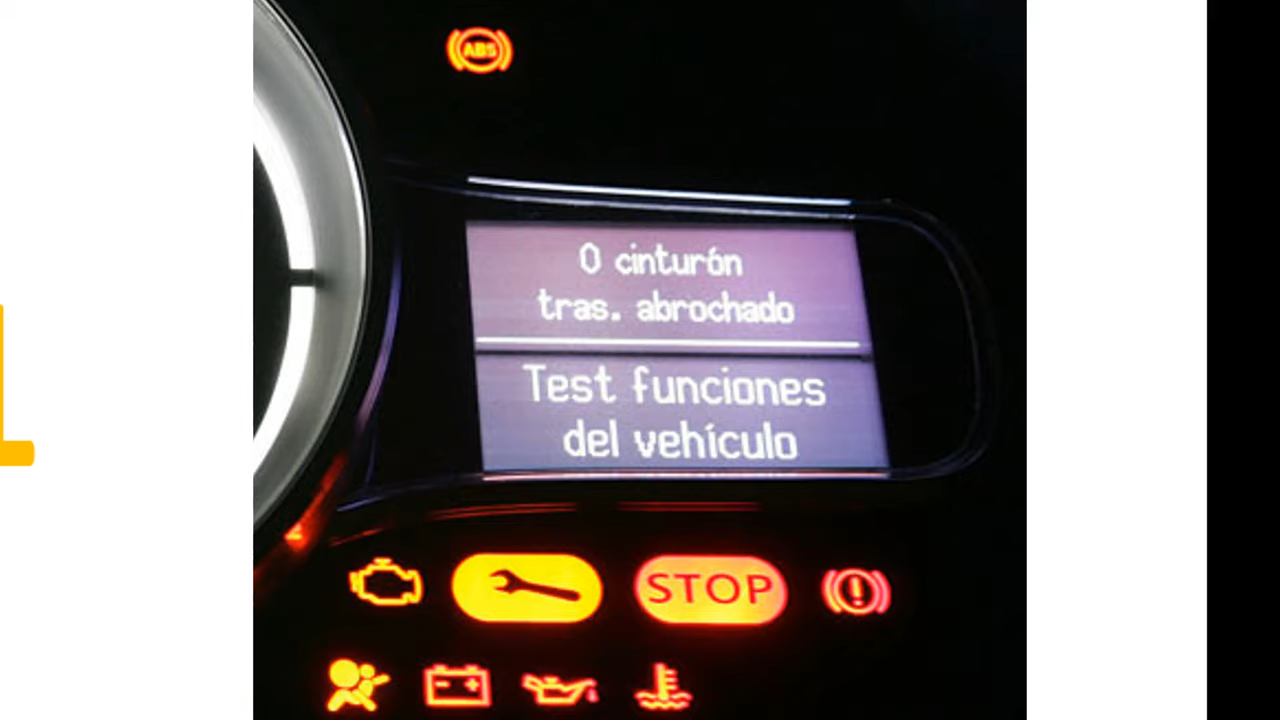 ABS
0 cinturón
tras. abrochado
Test funciones
del vehículo
STOP